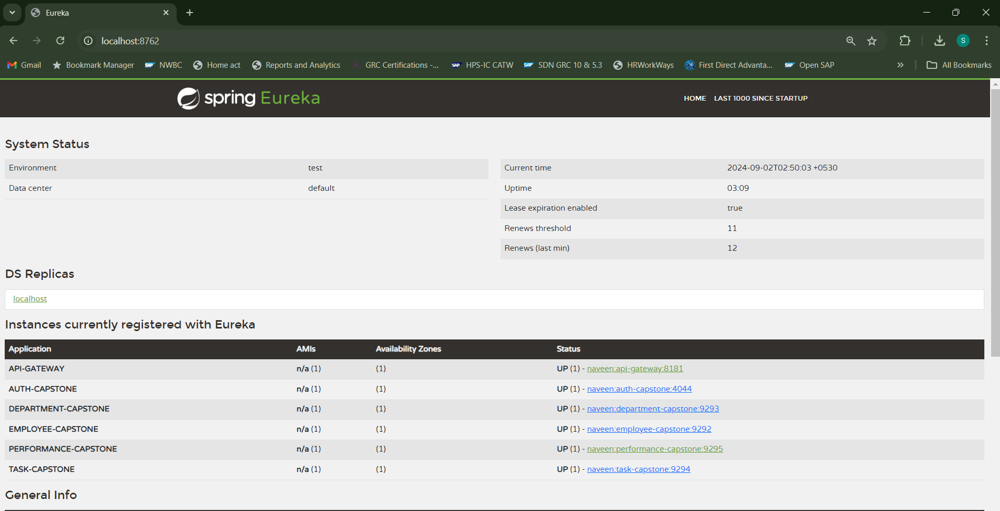 Eureka
localhost:8762
Gmail Bookmark Manager NWBC Home act Reports and Analytics GRC Certifications -... HPS-IC CATW SDN GRC 10 & 5.3 HRWorkWays First Direct Advanta... Open SAP » All Bookmarks
S
spring Eureka
HOME LAST 1000 SINCE STARTUP
System Status
Environment test
Data center default
Current time 2024-09-02T02:50:03 +0530
Uptime 03:09
Lease expiration enabled true
Renews threshold 11
Renews (last min) 12
DS Replicas
localhost
Instances currently registered with Eureka
Application AMIs Availability Zones Status
API-GATEWAY n/a (1) (1) UP (1) - naveen:api-gateway:8181
AUTH-CAPSTONE n/a (1) (1) UP (1) - naveen:auth-capstone:4044
DEPARTMENT-CAPSTONE n/a (1) (1) UP (1) - naveen:department-capstone:9293
EMPLOYEE-CAPSTONE n/a (1) (1) UP (1) - naveen:employee-capstone:9292
PERFORMANCE-CAPSTONE n/a (1) (1) UP (1) - naveen:performance-capstone:9295
TASK-CAPSTONE n/a (1) (1) UP (1) - naveen:task-capstone:9294
General Info